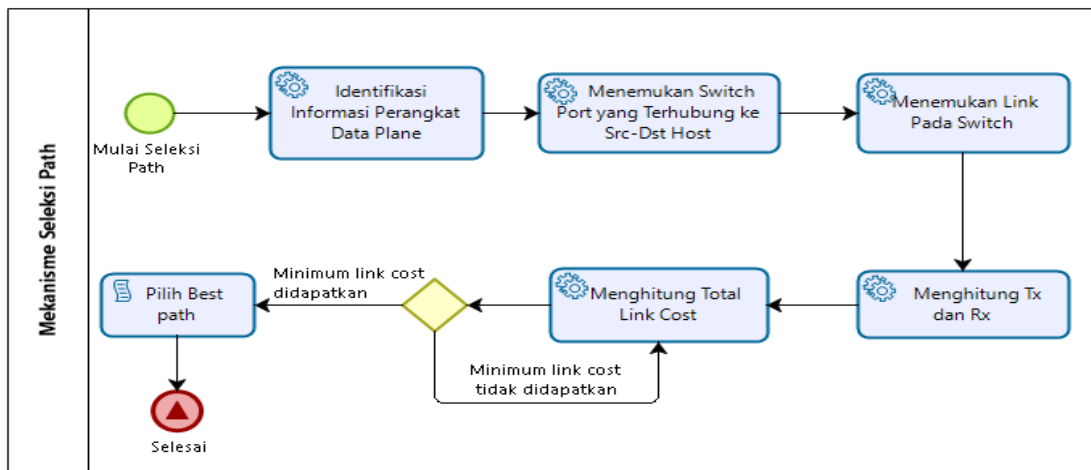 Mekanisme Seleksi Path
Mulai Seleksi
Path
Identifikasi
Informasi Perangkat
Data Plane
Menemukan Switch
Port yang Terhubung ke
Src-Dst Host
Menemukan Link
Pada Switch
Menghitung Tx
dan Rx
Menghitung Total
Link Cost
Minimum link cost
didapatkan
Minimum link cost
tidak didapatkan
Pilih Best
path
Selesai